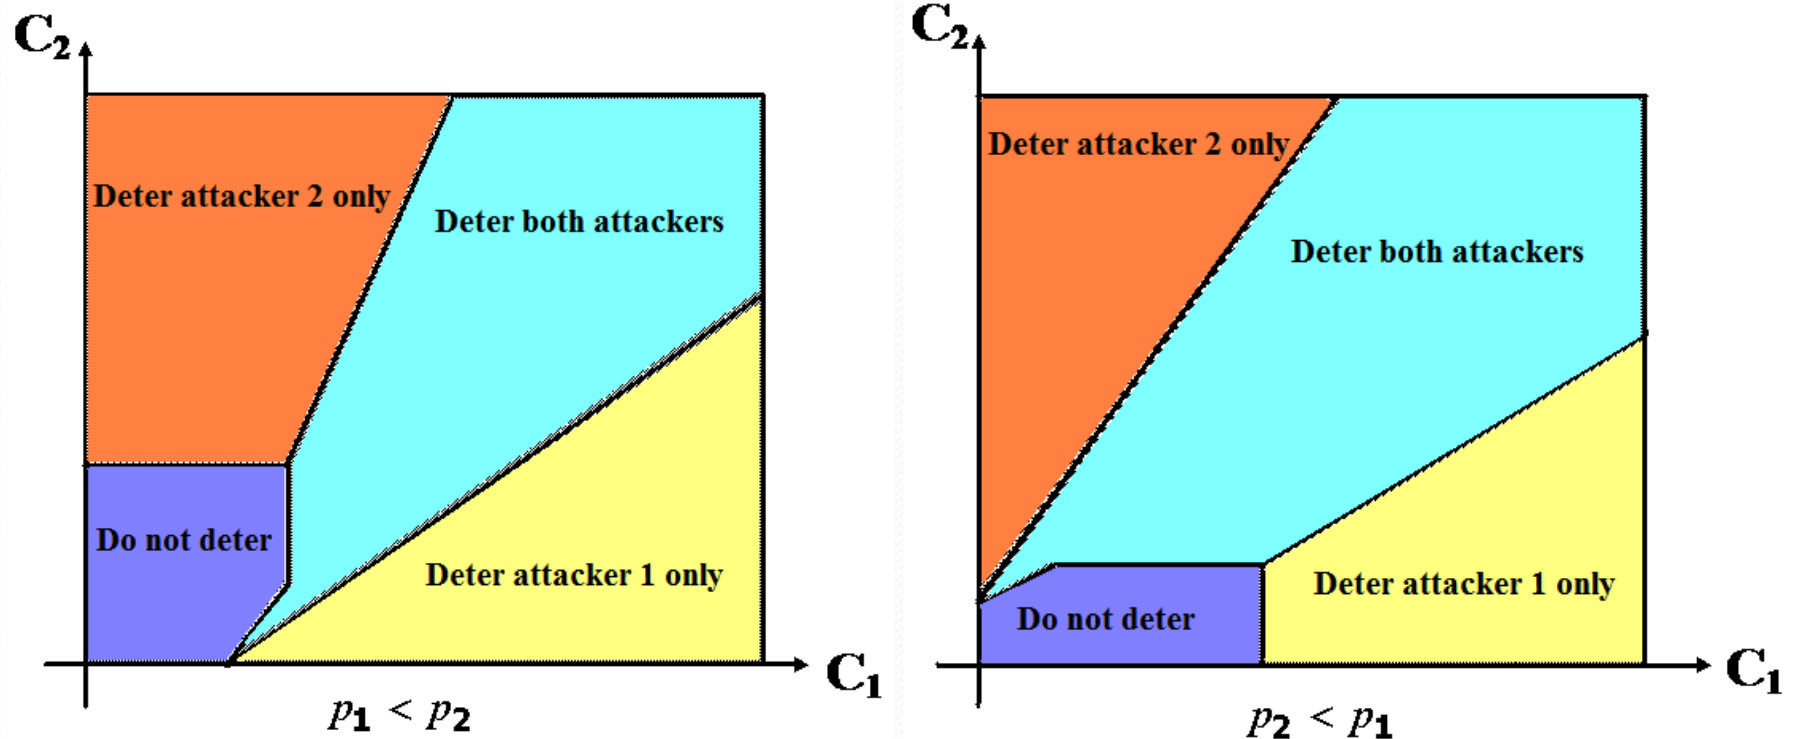 C₂
Deter attacker 2 only
Deter both attackers
Do not deter
Deter attacker 1 only
C₁
p₁ < p₂
C₂
Deter attacker 2 only
Deter both attackers
Deter attacker 1 only
Do not deter
C₁
p₂ < p₁